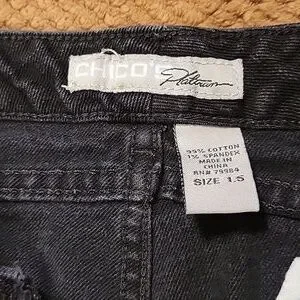 CHICO'S Platinum
99% COTTON
1% SPANDEX
MADE IN
CHINA
RN# 79984
SIZE 1.5